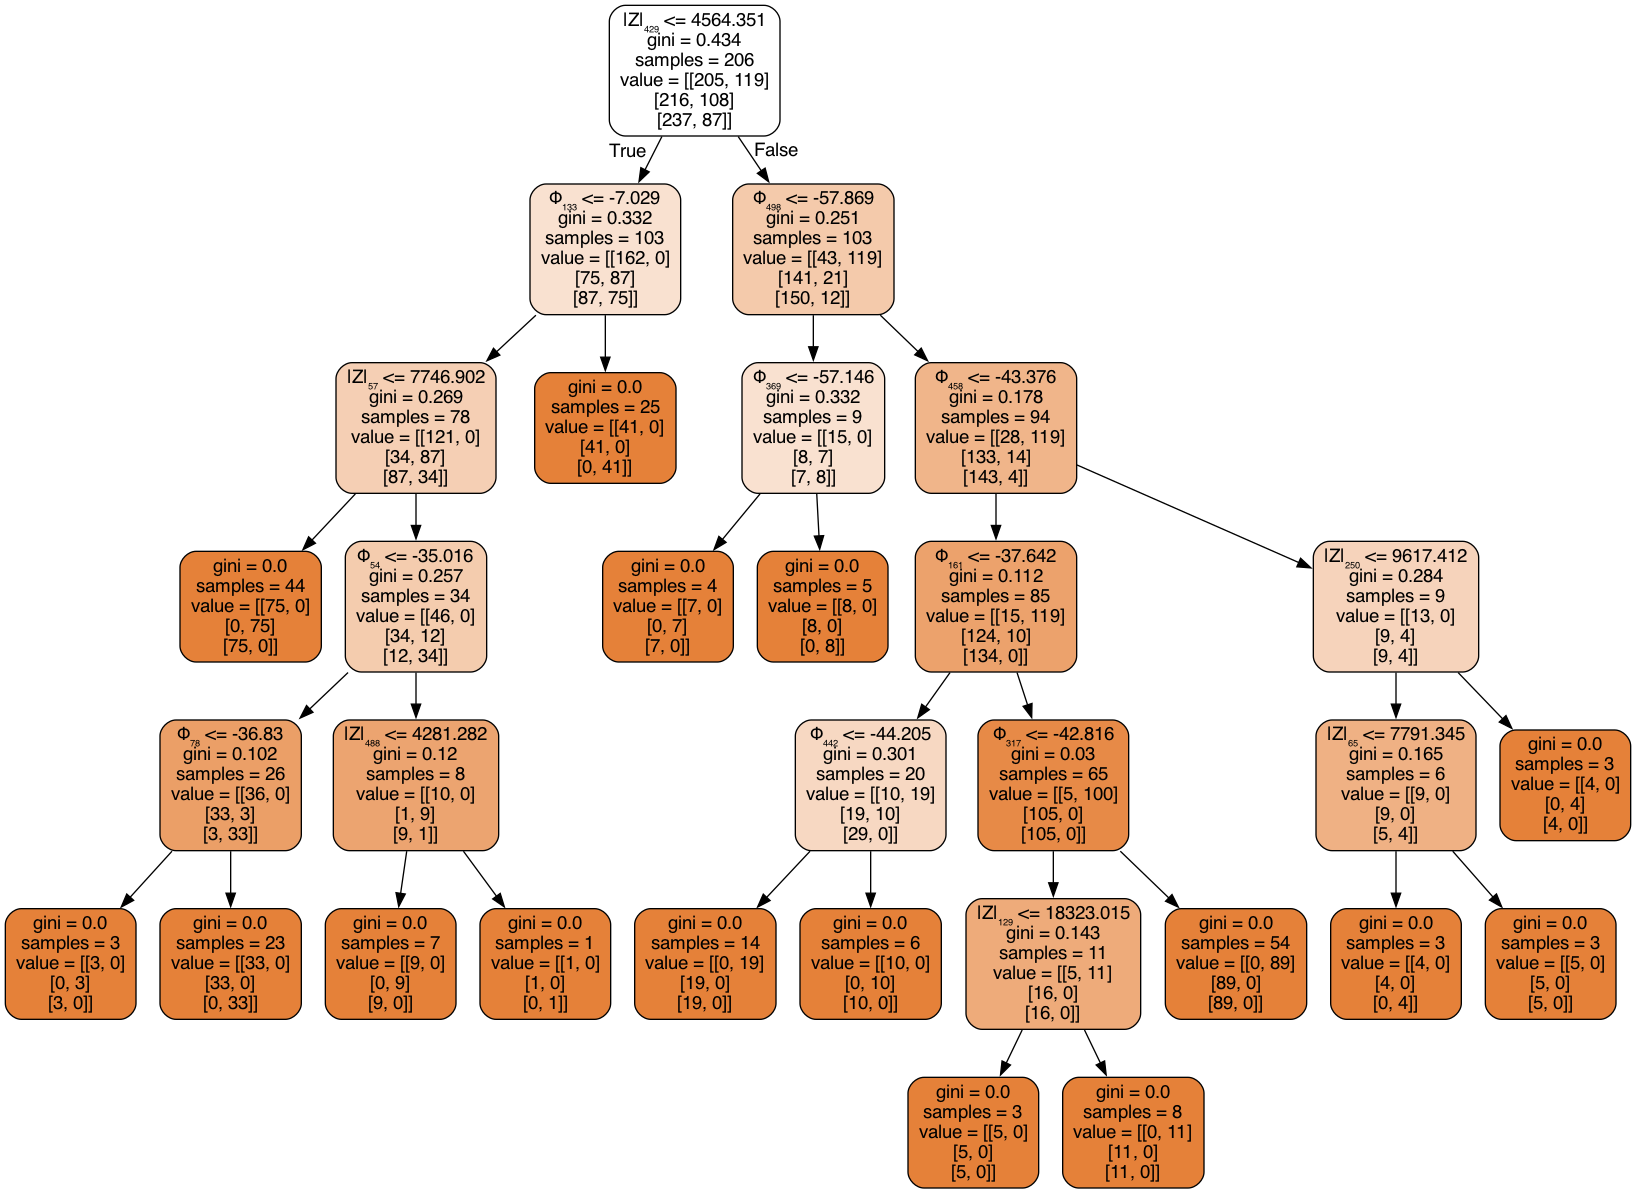 |Z|₄₂₉ <= 4564.351
gini = 0.434
samples = 206
value = [[205, 119]
[216, 108]
[237, 87]]
True
False
Φ₁₃₃ <= -7.029
gini = 0.332
samples = 103
value = [[162, 0]
[75, 87]
[87, 75]]
Φ₄₉₈ <= -57.869
gini = 0.251
samples = 103
value = [[43, 119]
[141, 21]
[150, 12]]
|Z|₅₇ <= 7746.902
gini = 0.269
samples = 78
value = [[121, 0]
[34, 87]
[87, 34]]
gini = 0.0
samples = 25
value = [[41, 0]
[41, 0]
[0, 41]]
Φ₃₆₉ <= -57.146
gini = 0.332
samples = 9
value = [[15, 0]
[8, 7]
[7, 8]]
Φ₄₅₈ <= -43.376
gini = 0.178
samples = 94
value = [[28, 119]
[133, 14]
[143, 4]]
gini = 0.0
samples = 44
value = [[75, 0]
[0, 75]
[75, 0]]
Φ₅₄ <= -35.016
gini = 0.257
samples = 34
value = [[46, 0]
[34, 12]
[12, 34]]
gini = 0.0
samples = 4
value = [[7, 0]
[0, 7]
[7, 0]]
gini = 0.0
samples = 5
value = [[8, 0]
[8, 0]
[0, 8]]
Φ₁₆₁ <= -37.642
gini = 0.112
samples = 85
value = [[15, 119]
[124, 10]
[134, 0]]
|Z|₂₅₀ <= 9617.412
gini = 0.284
samples = 9
value = [[13, 0]
[9, 4]
[9, 4]]
Φ₇₈ <= -36.83
gini = 0.102
samples = 26
value = [[36, 0]
[33, 3]
[3, 33]]
|Z|₄₈₈ <= 4281.282
gini = 0.12
samples = 8
value = [[10, 0]
[1, 9]
[9, 1]]
Φ₄₄₂ <= -44.205
gini = 0.301
samples = 20
value = [[10, 19]
[19, 10]
[29, 0]]
Φ₃₁₇ <= -42.816
gini = 0.03
samples = 65
value = [[5, 100]
[105, 0]
[105, 0]]
|Z|₆₅ <= 7791.345
gini = 0.165
samples = 6
value = [[9, 0]
[9, 0]
[5, 4]]
gini = 0.0
samples = 3
value = [[4, 0]
[0, 4]
[4, 0]]
gini = 0.0
samples = 3
value = [[3, 0]
[0, 3]
[3, 0]]
gini = 0.0
samples = 23
value = [[33, 0]
[33, 0]
[0, 33]]
gini = 0.0
samples = 7
value = [[9, 0]
[0, 9]
[9, 0]]
gini = 0.0
samples = 1
value = [[1, 0]
[1, 0]
[0, 1]]
gini = 0.0
samples = 14
value = [[0, 19]
[19, 0]
[19, 0]]
gini = 0.0
samples = 6
value = [[10, 0]
[0, 10]
[10, 0]]
|Z|₁₂₉ <= 18323.015
gini = 0.143
samples = 11
value = [[5, 11]
[16, 0]
[16, 0]]
gini = 0.0
samples = 54
value = [[0, 89]
[89, 0]
[89, 0]]
gini = 0.0
samples = 3
value = [[4, 0]
[4, 0]
[0, 4]]
gini = 0.0
samples = 3
value = [[5, 0]
[5, 0]
[5, 0]]
gini = 0.0
samples = 3
value = [[5, 0]
[5, 0]
[5, 0]]
gini = 0.0
samples = 8
value = [[0, 11]
[11, 0]
[11, 0]]